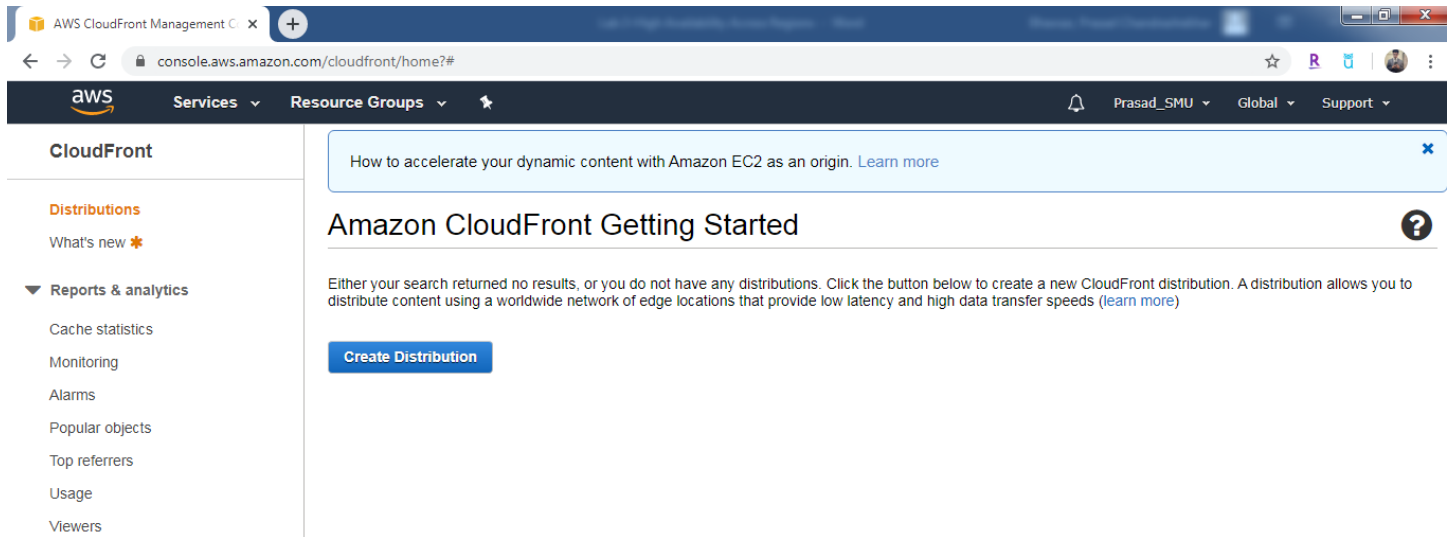 AWS CloudFront Management C
console.aws.amazon.com/cloudfront/home?#
aws Services Resource Groups Prasad_SMU Global Support
CloudFront
Distributions
What's new
Reports & analytics
Cache statistics
Monitoring
Alarms
Popular objects
Top referrers
Usage
Viewers
How to accelerate your dynamic content with Amazon EC2 as an origin. Learn more
Amazon CloudFront Getting Started
Either your search returned no results, or you do not have any distributions. Click the button below to create a new CloudFront distribution. A distribution allows you to
distribute content using a worldwide network of edge locations that provide low latency and high data transfer speeds (learn more)
Create Distribution